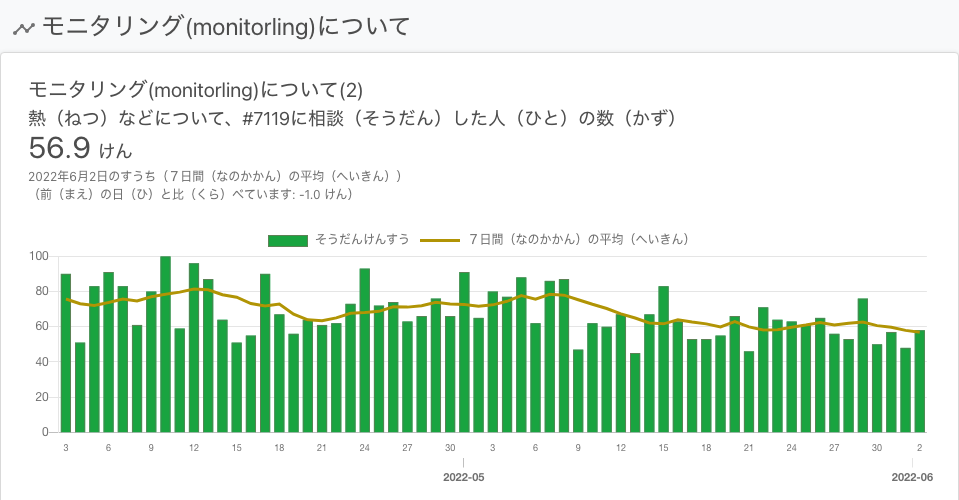 モニタリング(monitorling)について
モニタリング(monitorling)について(2)
熱（ねつ）などについて、#7119に相談（そうだん）した人（ひと）の数（かず）
56.9 けん
2022年6月2日のすうち（７日間（なのかかん）の平均（へいきん））
（前（まえ）の日（ひ）と比（くら）べています: -1.0 けん）
そうだんけんすう ７日間（なのかかん）の平均（へいきん）
100
80
60
40
20
0
3 6 9 12 15 18 21 24 27 30 3 6 9 12 15 18 21 24 27 30 2
2022-05 2022-06